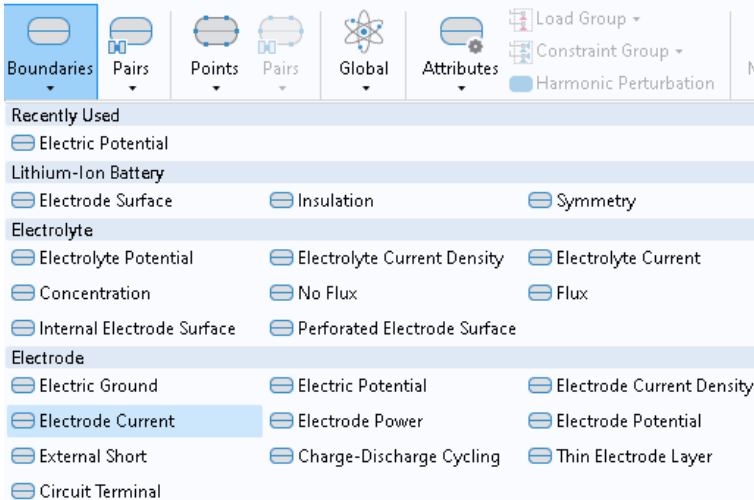 Boundaries Pairs Points Pairs Global Attributes
Load Group
Constraint Group
Harmonic Perturbation
Recently Used
Electric Potential
Lithium-Ion Battery
Electrode Surface Insulation Symmetry
Electrolyte
Electrolyte Potential Electrolyte Current Density Electrolyte Current
Concentration No Flux Flux
Internal Electrode Surface Perforated Electrode Surface
Electrode
Electric Ground Electric Potential Electrode Current Density
Electrode Current Electrode Power Electrode Potential
External Short Charge-Discharge Cycling Thin Electrode Layer
Circuit Terminal